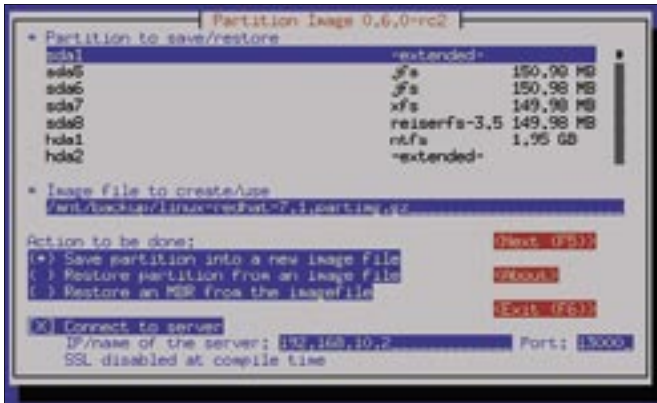 Partition Image 0.6.0-rc2
* Partition to save/restore
sda1 -extended-
sda5 jfs 150.98 MB
sda6 jfs 150.98 MB
sda7 xfs 149.98 MB
sda8 reiserfs-3.5 149.98 MB
hda1 ntfs 1.95 GB
hda2 -extended-
* Image file to create/use
/mnt/backup/linux-redhat-7.1.partimg.gz
Action to be done:
(*) Save partition into a new image file
( ) Restore partition from an image file
( ) Restore an MBR from the imagefile
<Next (F5)>
<About>
<Exit (F6)>
[X] Connect to server
IP/name of the server: 192.168.10.2 Port: 13000
SSL disabled at compile time